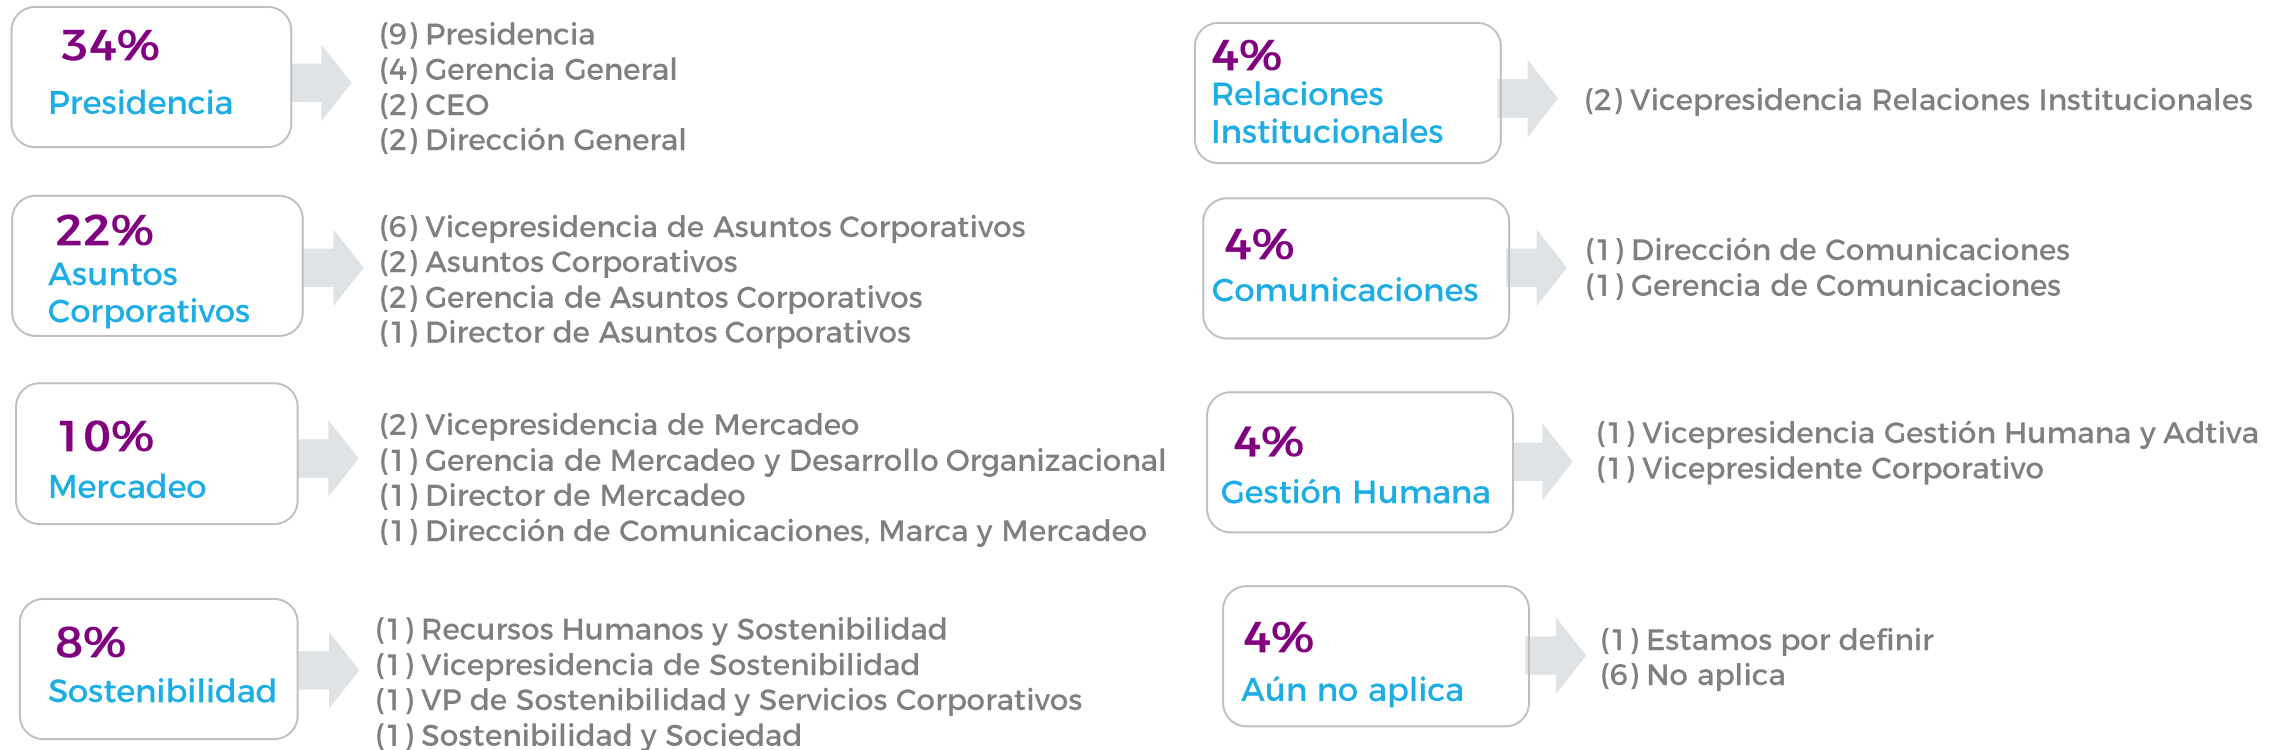 34%
Presidencia
(9) Presidencia
(4) Gerencia General
(2) CEO
(2) Dirección General
22%
Asuntos
Corporativos
(6) Vicepresidencia de Asuntos Corporativos
(2) Asuntos Corporativos
(2) Gerencia de Asuntos Corporativos
(1) Director de Asuntos Corporativos
10%
Mercadeo
(2) Vicepresidencia de Mercadeo
(1) Gerencia de Mercadeo y Desarrollo Organizacional
(1) Director de Mercadeo
(1) Dirección de Comunicaciones, Marca y Mercadeo
8%
Sostenibilidad
(1) Recursos Humanos y Sostenibilidad
(1) Vicepresidencia de Sostenibilidad
(1) VP de Sostenibilidad y Servicios Corporativos
(1) Sostenibilidad y Sociedad
4%
Relaciones
Institucionales
(2) Vicepresidencia Relaciones Institucionales
4%
Comunicaciones
(1) Dirección de Comunicaciones
(1) Gerencia de Comunicaciones
4%
Gestión Humana
(1) Vicepresidencia Gestión Humana y Adtiva
(1) Vicepresidente Corporativo
4%
Aún no aplica
(1) Estamos por definir
(6) No aplica